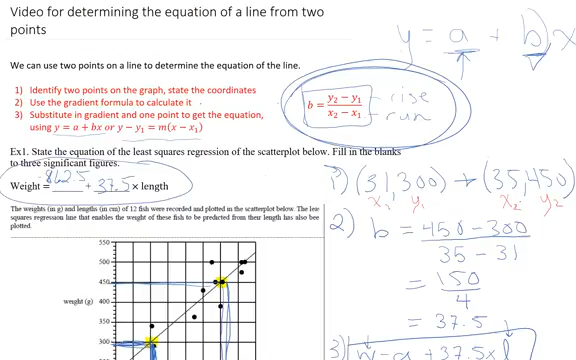 Video for determining the equation of a line from two
points
y = a + b x
We can use two points on a line to determine the equation of the line.
1) Identify two points on the graph, state the coordinates
2) Use the gradient formula to calculate it
3) Substitute in gradient and one point to get the equation,
using y = a + bx or y − y₁ = m(x − x₁)
b = y₂ − y₁ / x₂ − x₁
rise
run
Ex1. State the equation of the least squares regression of the scatterplot below. Fill in the blanks
to three significant figures.
Weight = -862.5 + 37.5 × length
The weights (in g) and lengths (in cm) of 12 fish were recorded and plotted in the scatterplot below. The least
squares regression line that enables the weight of these fish to be predicted from their length has also been
plotted.
550
500
450
400
350
300
weight (g)
1) (31,300) + (35,450)
x₁ y₁ x₂ y₂
2) b = 450 - 300
35 - 31
= 150
4
= 37.5
3) w = a + 37.5 x l